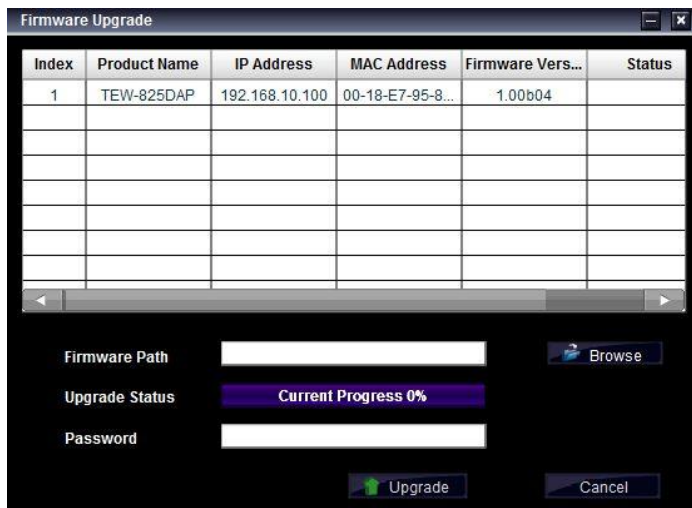 Firmware Upgrade
Index Product Name IP Address MAC Address Firmware Vers... Status
1 TEW-825DAP 192.168.10.100 00-18-E7-95-8... 1.00b04
Firmware Path Browse
Upgrade Status Current Progress 0%
Password
Upgrade Cancel